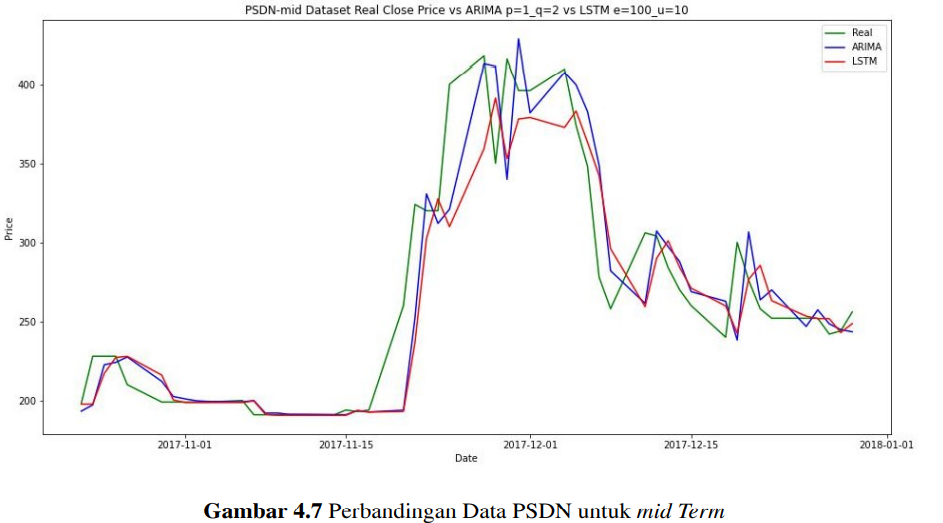 PSDN-mid Dataset Real Close Price vs ARIMA p=1_q=2 vs LSTM e=100_u=10
Real
ARIMA
LSTM
400
350
300
250
200
Price
2017-11-01 2017-11-15 2017-12-01 2017-12-15 2018-01-01
Date
Gambar 4.7 Perbandingan Data PSDN untuk mid Term